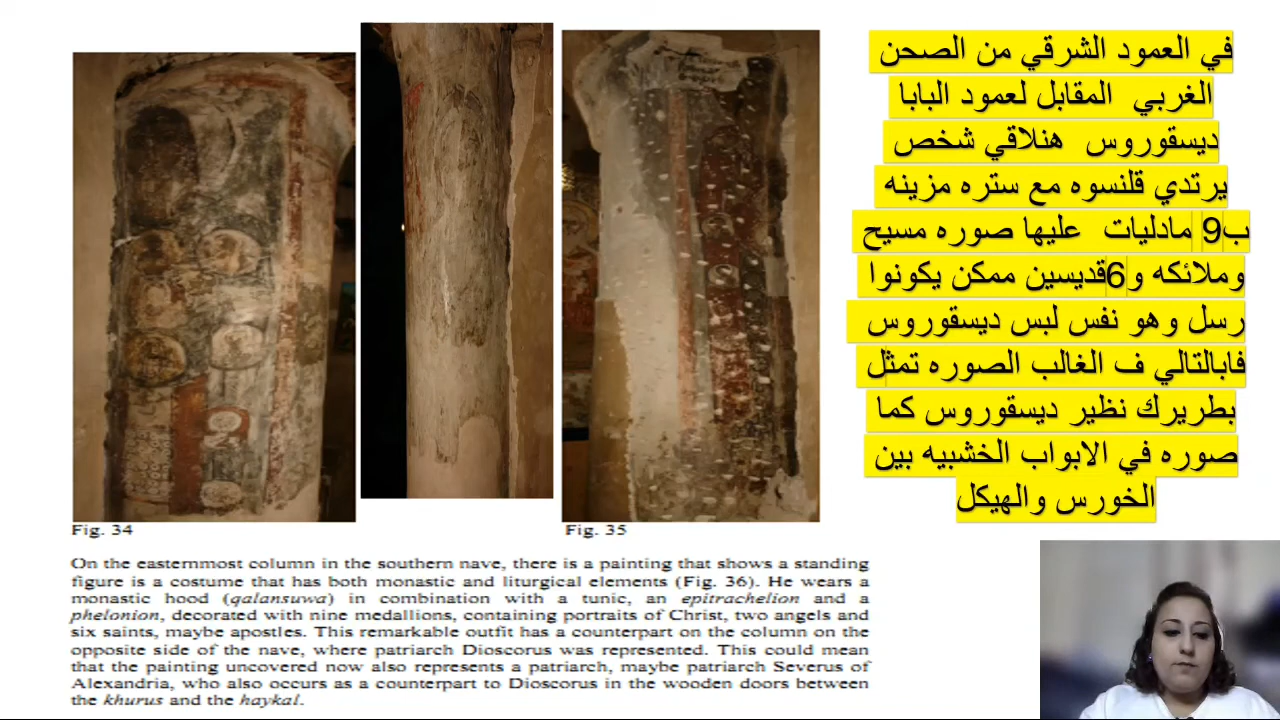 في العمود الشرقي من الصحن
الغربي المقابل لعمود البابا
ديسقوروس هنلاقي شخص
يرتدي قلنسوه مع ستره مزينه
ب9 مادليات عليها صوره مسيح
وملائكه و6قديسين ممكن يكونوا
رسل وهو نفس لبس ديسقوروس
فابالتالي ف الغالب الصوره تمثل
بطريرك نظير ديسقوروس كما
صوره في الابواب الخشبيه بين
الخورس والهيكل
Fig. 34
Fig. 35
On the easternmost column in the southern nave, there is a painting that shows a standing
figure is a costume that has both monastic and liturgical elements (Fig. 36). He wears a
monastic hood (qalansuwa) in combination with a tunic, an epitrachelion and a
phelonion, decorated with nine medallions, containing portraits of Christ, two angels and
six saints, maybe apostles. This remarkable outfit has a counterpart on the column on the
opposite side of the nave, where patriarch Dioscorus was represented. This could mean
that the painting uncovered now also represents a patriarch, maybe patriarch Severus of
Alexandria, who also occurs as a counterpart to Dioscorus in the wooden doors between
the khurus and the haykal.